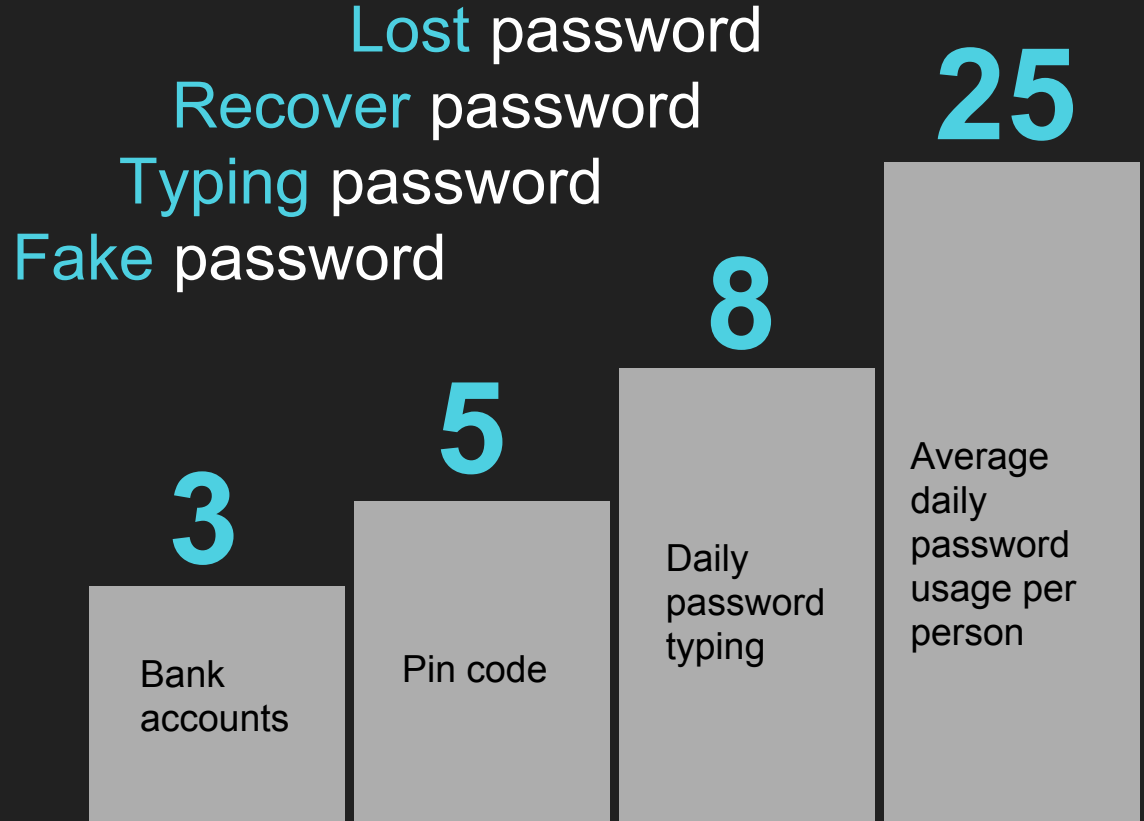 Lost password
Recover password
Typing password
Fake password
25
8
5
3
Bank
accounts
Pin code
Daily
password
typing
Average
daily
password
usage per
person